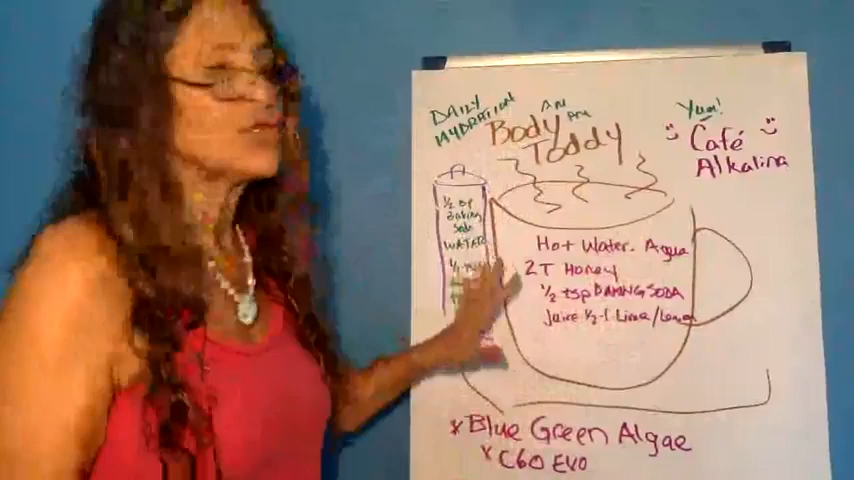 DAILY
HYDRATION
AM
PM
Body
Toddy
Yum!
Café
Alkalina
1/2 tsp
Baking
Soda
WATER
Hot Water. Agua
2T Honey
1/2 tsp BAKING SODA
Juice 1/2-1 Lime/Lemon
*Blue Green Algae
*C60 EVO